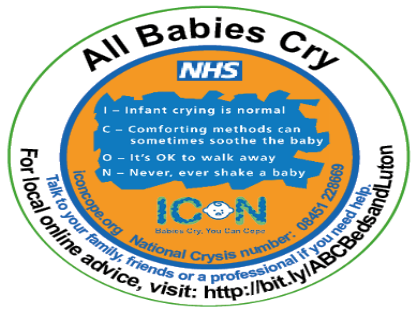 All Babies Cry
NHS
I – Infant crying is normal
C – Comforting methods can
sometimes soothe the baby
O – It's OK to walk away
N – Never, ever shake a baby
ICON
Babies Cry, You Can Cope
iconcope.org
National Crysis number: 08451 228669
Talk to your family, friends or a professional if you need help.
For local online advice, visit: http://bit.ly/ABCBedsandLuton